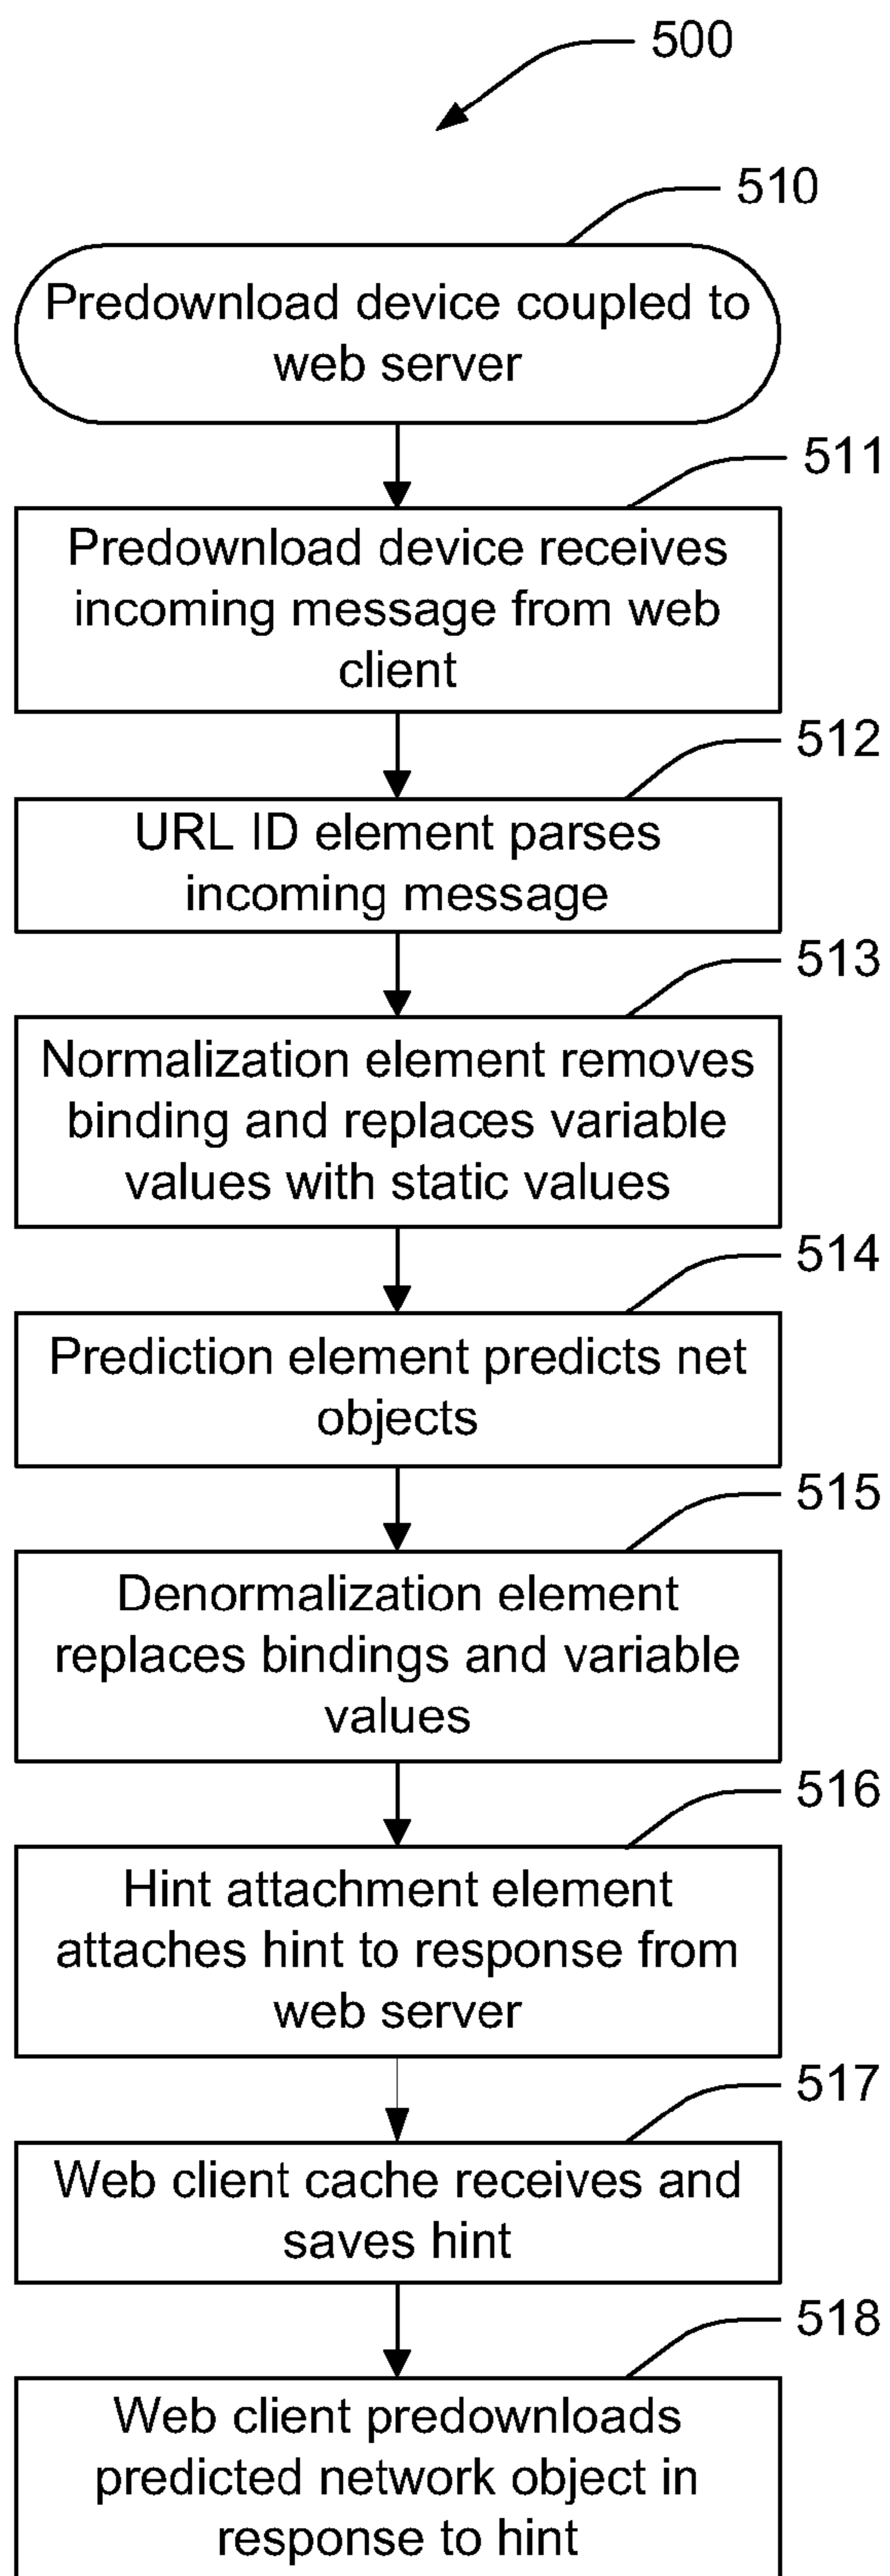 500
510
Predownload device coupled to
web server
511
Predownload device receives
incoming message from web
client
512
URL ID element parses
incoming message
513
Normalization element removes
binding and replaces variable
values with static values
514
Prediction element predicts net
objects
515
Denormalization element
replaces bindings and variable
values
516
Hint attachment element
attaches hint to response from
web server
517
Web client cache receives and
saves hint
518
Web client predownloads
predicted network object in
response to hint